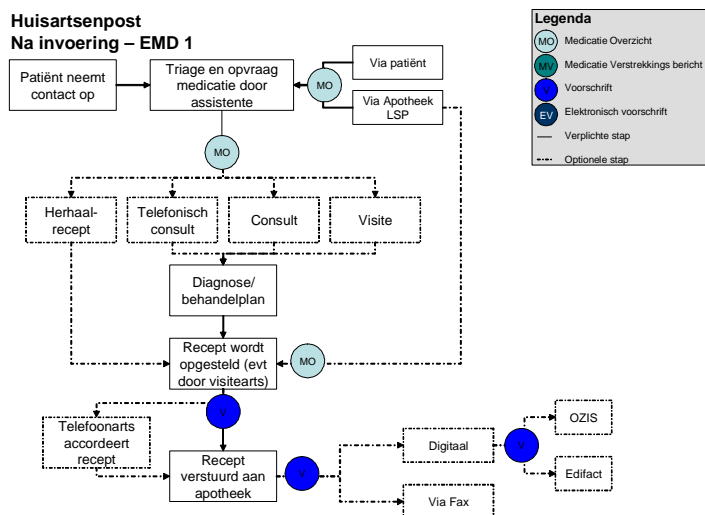 Huisartsenpost
Na invoering – EMD 1
Patiënt neemt
contact op
Triage en opvraag
medicatie door
assistente
MO
Via patiënt
Via Apotheek
LSP
MO
Herhaal-
recept
Telefonisch
consult
Consult
Visite
Diagnose/
behandelplan
Recept wordt
opgesteld (evt
door visitearts)
MO
V
Telefoonarts
accordeert
recept
Recept
verstuurd aan
apotheek
V
Digitaal
Via Fax
V
OZIS
Edifact
Legenda
MO Medicatie Overzicht
MV Medicatie Verstrekkings bericht
V Voorschrift
EV Elektronisch voorschrift
Verplichte stap
Optionele stap